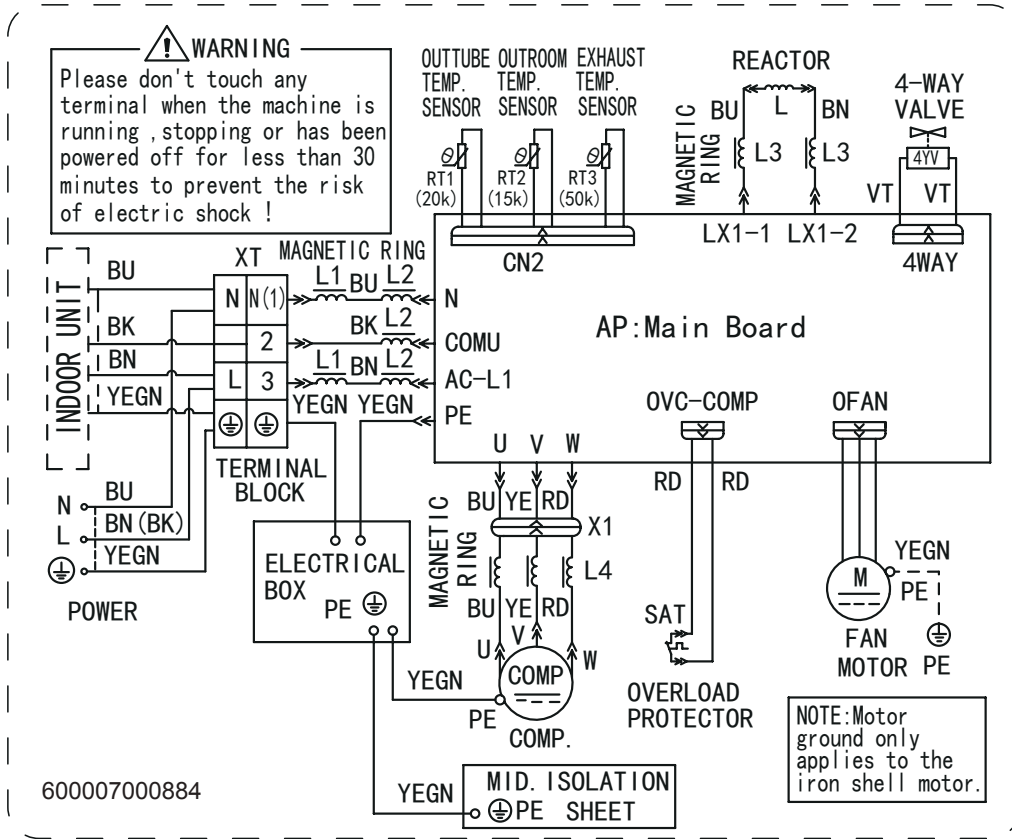 WARNING
Please don't touch any
terminal when the machine is
running ,stopping or has been
powered off for less than 30
minutes to prevent the risk
of electric shock !
OUTTUBE OUTROOM EXHAUST
TEMP. TEMP. TEMP.
SENSOR SENSOR SENSOR
θ θ θ
RT1 RT2 RT3
(20k) (15k) (50k)
CN2
REACTOR
L
BU BN
MAGNETIC
RING
L3 L3
LX1-1 LX1-2
4-WAY
VALVE
4YV
VT VT
4WAY
INDOOR UNIT
BU
BK
BN
YEGN
XT
N N(1)
2
L 3
TERMINAL
BLOCK
MAGNETIC RING
L1 BU L2
BK L2
L1 BN L2
YEGN YEGN
N
COMU
AC-L1
PE
AP:Main Board
OVC-COMP
OFAN
U V W
N BU
L BN(BK)
YEGN
POWER
ELECTRICAL
BOX
PE
BU YE RD
X1
MAGNETIC
RING
L4
BU YE RD
U V W
COMP
YEGN
PE
COMP.
RD RD
SAT
OVERLOAD
PROTECTOR
M
YEGN
PE
FAN
MOTOR PE
NOTE:Motor
ground only
applies to the
iron shell motor.
YEGN
MID. ISOLATION
PE SHEET
600007000884